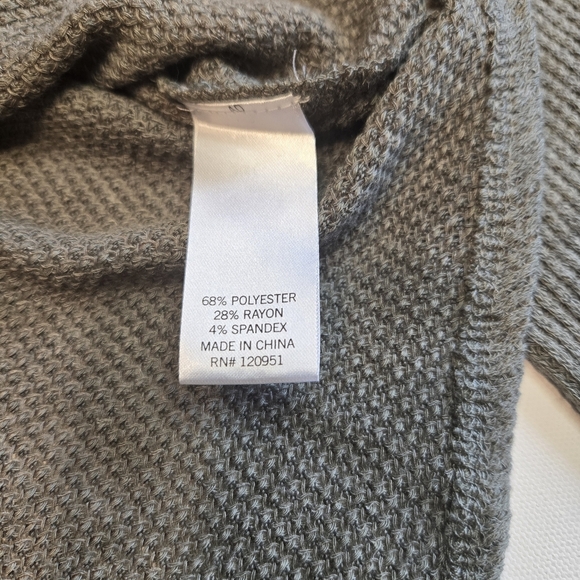 68% POLYESTER
28% RAYON
4% SPANDEX
MADE IN CHINA
RN# 120951